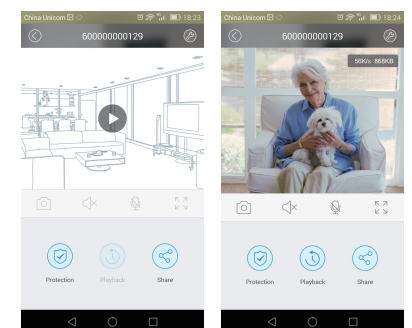 China Unicom 18:23
600000000129
Protection Playback Share
China Unicom 18:24
600000000129
56K/s 868KB
Protection Playback Share